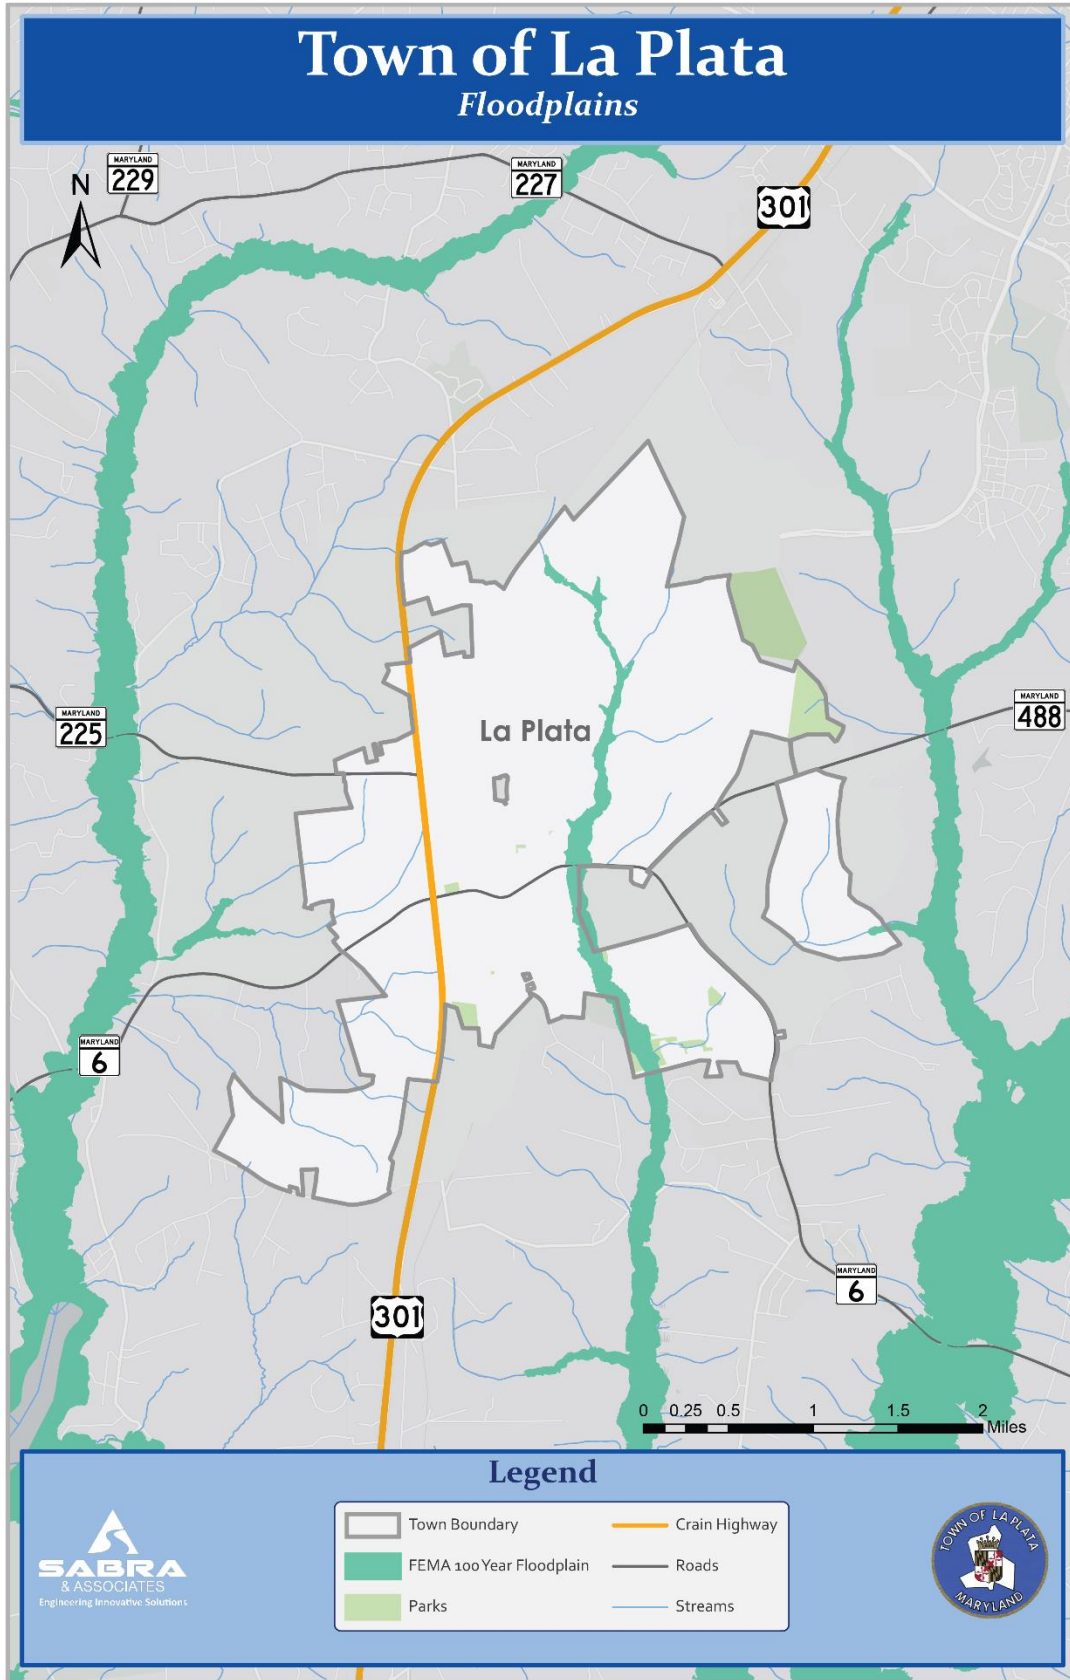 Town of La Plata
Floodplains
MARYLAND
229
MARYLAND
227
N
301
MARYLAND
225
La Plata
MARYLAND
488
MARYLAND
6
MARYLAND
6
301
0 0.25 0.5 1 1.5 2
Miles
Legend
Town Boundary
Crain Highway
FEMA 100 Year Floodplain
Roads
Parks
Streams
SABRA
& ASSOCIATES
Engineering Innovative Solutions
TOWN OF LA PLATA
MARYLAND